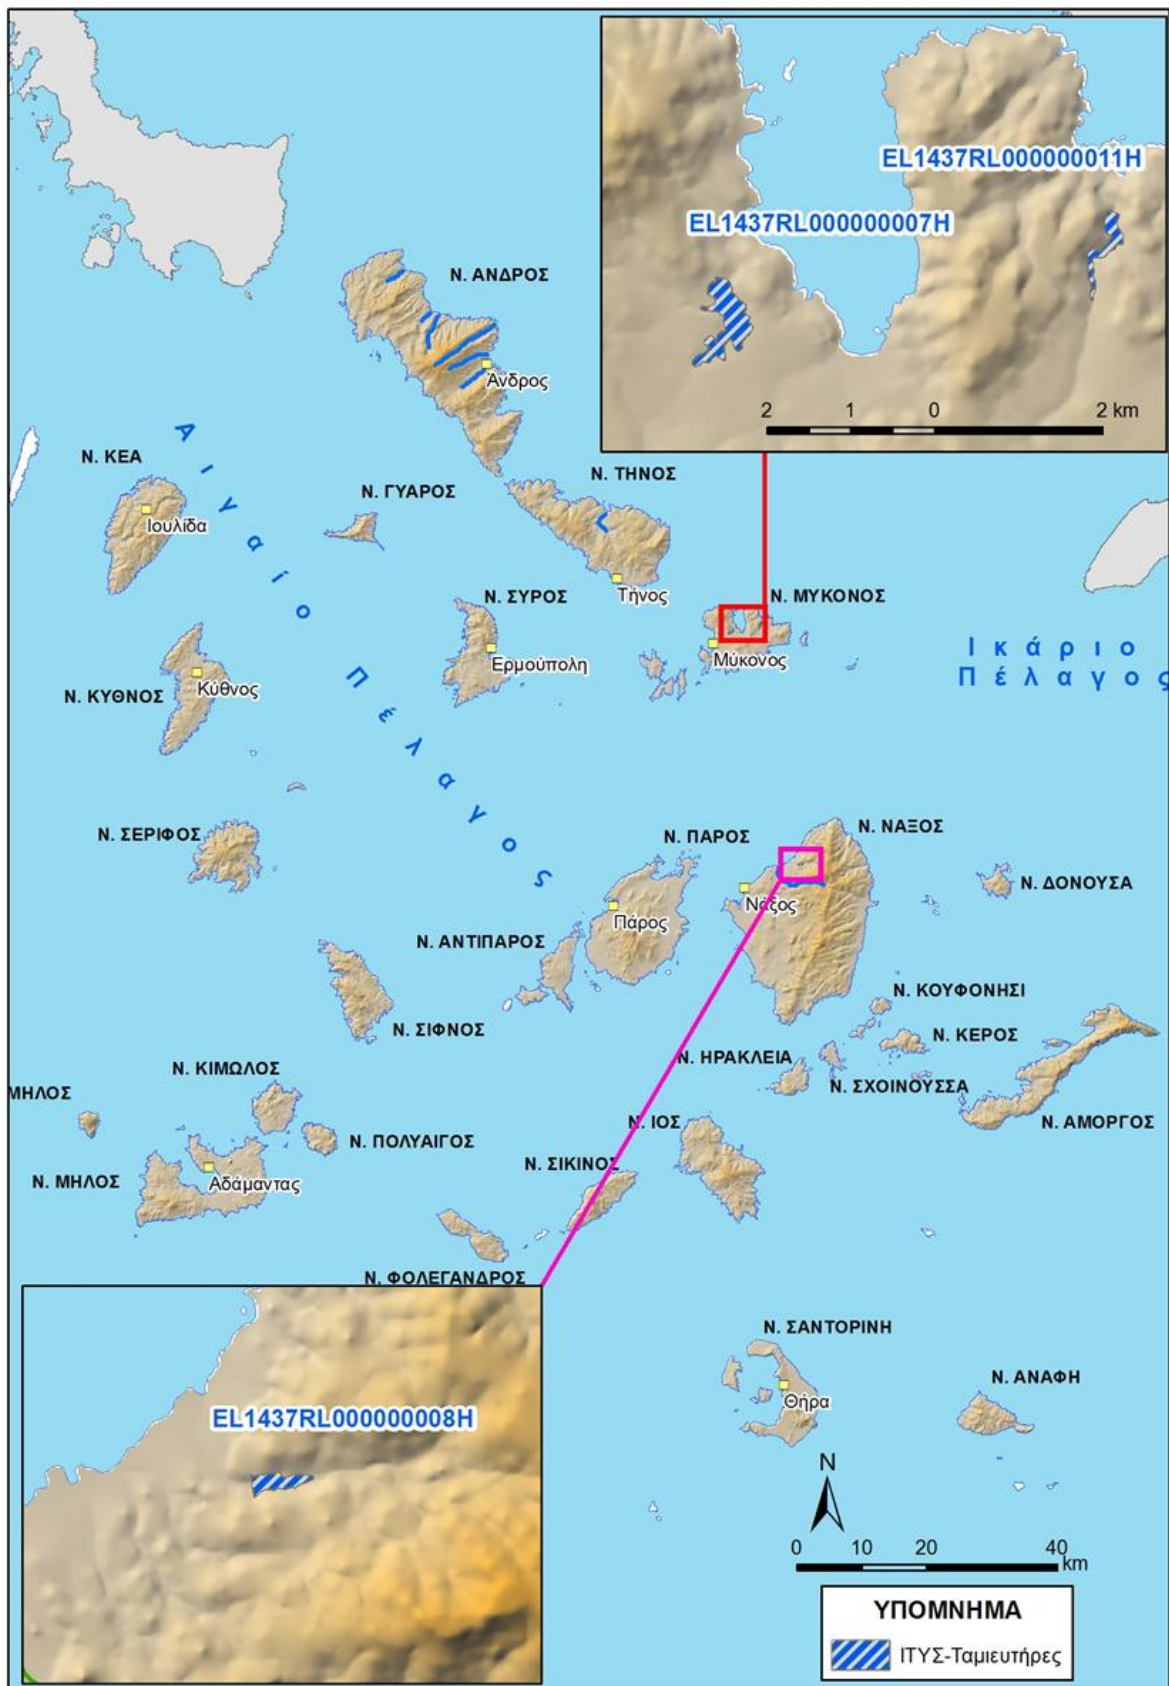 EL1437RL000000011H
EL1437RL000000007H
2 1 0 2 km
Ν. ΑΝΔΡΟΣ
Άνδρος
Ν. ΚΕΑ
Ιουλίδα
Ν. ΓΥΑΡΟΣ
Ν. ΤΗΝΟΣ
Τήνος
Αιγαίο Πέλαγος
Ν. ΣΥΡΟΣ
Ερμούπολη
Ν. ΜΥΚΟΝΟΣ
Μύκονος
Ικάριο
Πέλαγος
Ν. ΚΥΘΝΟΣ
Κύθνος
Ν. ΣΕΡΙΦΟΣ
Ν. ΠΑΡΟΣ
Πάρος
Ν. ΝΑΞΟΣ
Νάξος
Ν. ΔΟΝΟΥΣΑ
Ν. ΑΝΤΙΠΑΡΟΣ
Ν. ΣΙΦΝΟΣ
Ν. ΚΟΥΦΟΝΗΣΙ
Ν. ΚΕΡΟΣ
Ν. ΗΡΑΚΛΕΙΑ
Ν. ΣΧΟΙΝΟΥΣΣΑ
Ν. ΑΜΟΡΓΟΣ
Ν. ΚΙΜΩΛΟΣ
ΜΗΛΟΣ
Ν. ΠΟΛΥΑΙΓΟΣ
Ν. ΜΗΛΟΣ
Αδάμαντας
Ν. ΙΟΣ
Ν. ΣΙΚΙΝΟΣ
Ν. ΦΟΛΕΓΑΝΔΡΟΣ
Ν. ΣΑΝΤΟΡΙΝΗ
Θήρα
Ν. ΑΝΑΦΗ
EL1437RL000000008H
N
0 10 20 40
km
ΥΠΟΜΝΗΜΑ
ΙΤΥΣ-Ταμιευτήρες